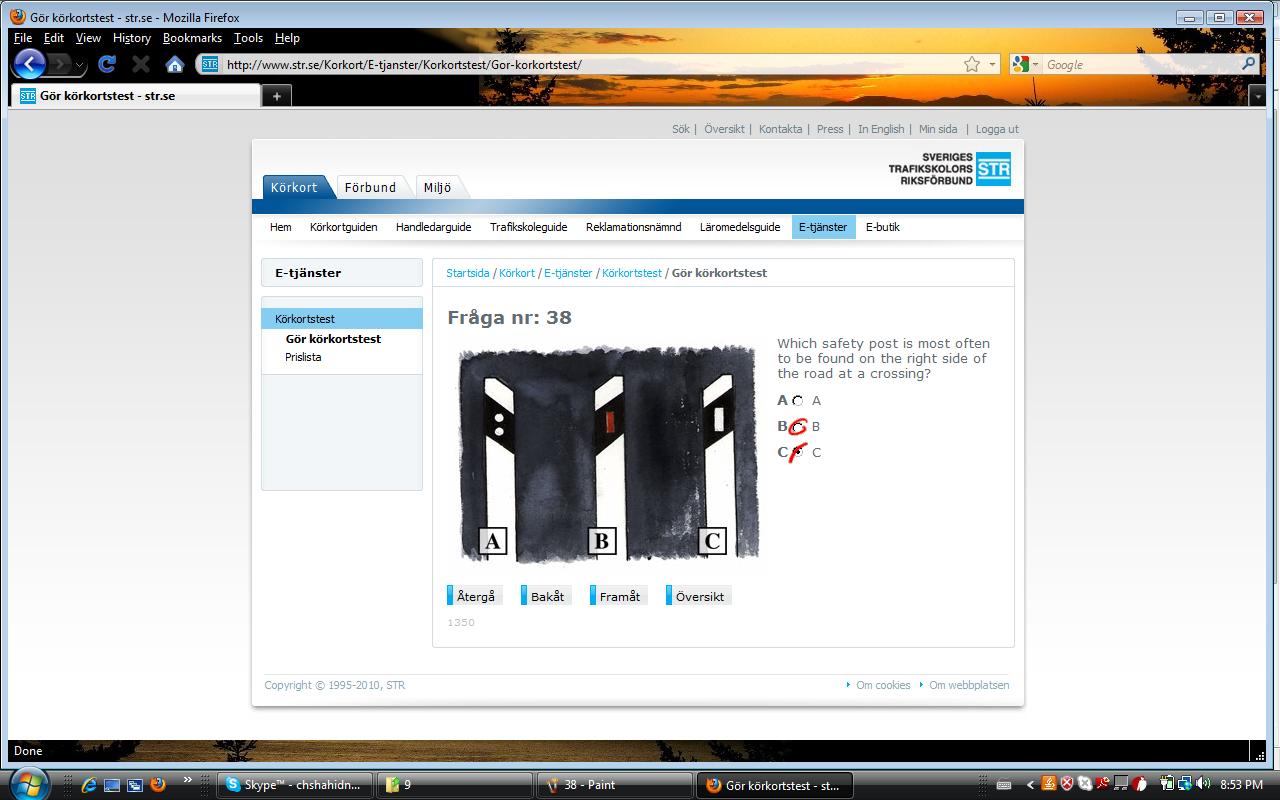 Gör körkortstest - str.se - Mozilla Firefox
File Edit View History Bookmarks Tools Help
http://www.str.se/Korkort/E-tjanster/Korkortstest/Gor-korkortstest/
Google
Gör körkortstest - str.se
Sök | Översikt | Kontakta | Press | In English | Min sida | Logga ut
SVERIGES
TRAFIKSKOLORS
RIKSFÖRBUND
STR
Körkort Förbund Miljö
Hem Körkortguiden Handledarguide Trafikskoleguide Reklamationsnämnd Läromedelsguide E-tjänster E-butik
E-tjänster
Startsida / Körkort / E-tjänster / Körkortstest / Gör körkortstest
Körkortstest
Gör körkortstest
Prislista
Fråga nr: 38
Which safety post is most often
to be found on the right side of
the road at a crossing?
A A
B B
C C
A B C
Återgå Bakåt Framåt Översikt
1350
Copyright © 1995-2010, STR
Om cookies Om webbplatsen
Done
Skype™ - chshahidn... 9 38 - Paint Gör körkortstest - st... 8:53 PM